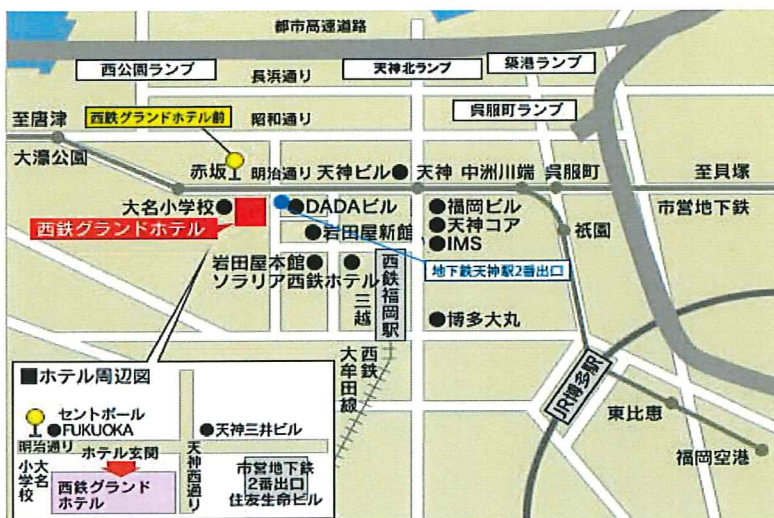 都市高速道路
西公園ランプ
長浜通り
天神北ランプ
築港ランプ
呉服町ランプ
至唐津
西鉄グランドホテル前
昭和通り
大濠公園
赤坂
明治通り
天神ビル
天神
中洲川端
呉服町
至貝塚
市営地下鉄
大名小学校
DADAビル
福岡ビル
西鉄グランドホテル
岩田屋新館
天神コア
IMS
祇園
岩田屋本館
ソラリア西鉄ホテル
西鉄福岡駅
地下鉄天神駅2番出口
三越
博多大丸
西鉄
大牟田線
JR博多駅
東比恵
福岡空港
■ホテル周辺図
セントポール
FUKUOKA
天神三井ビル
明治通り
ホテル玄関
大名
小学校
天神西通り
西鉄グランド
ホテル
市営地下鉄
2番出口
住友生命ビル